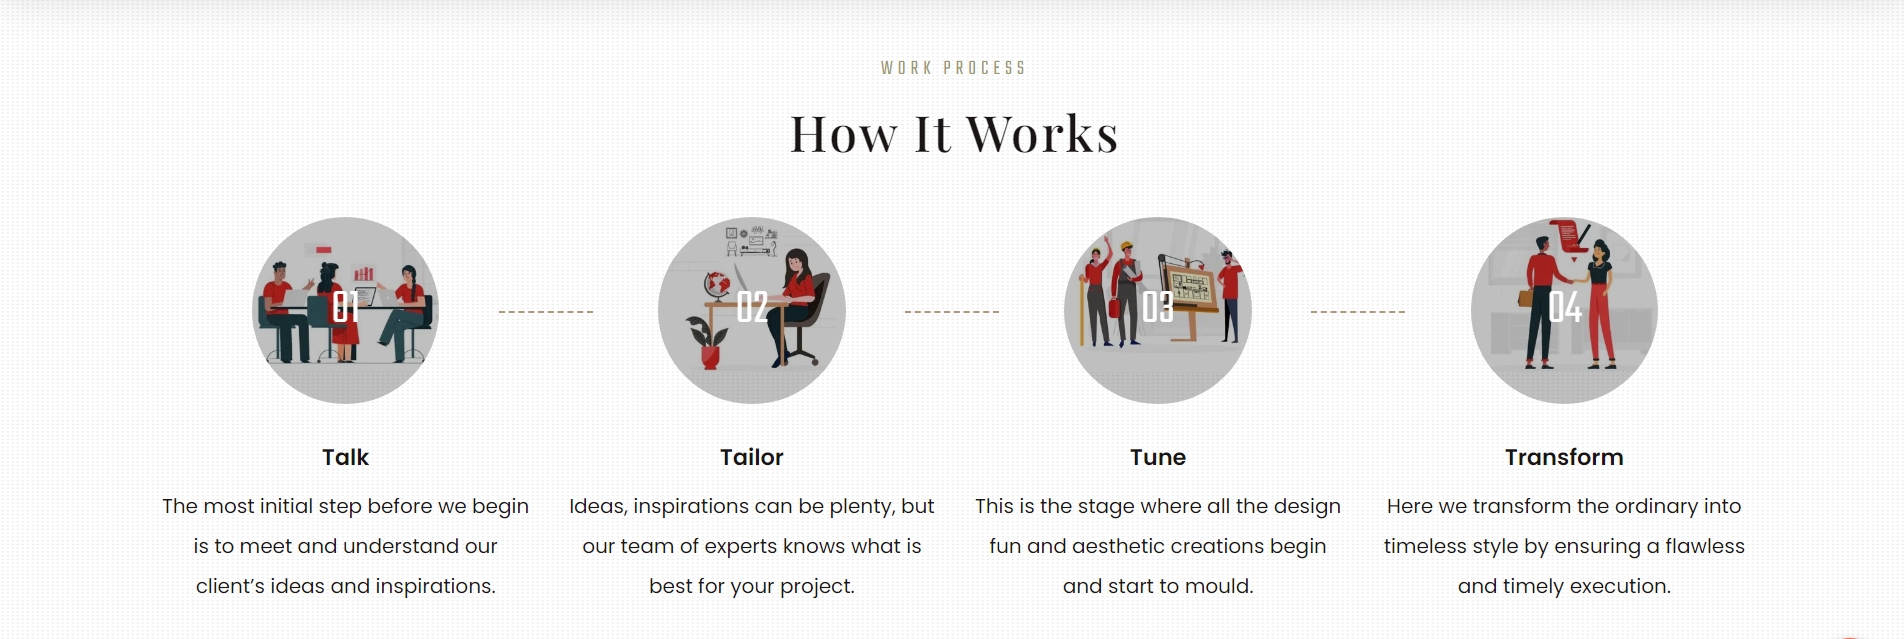 WORK PROCESS
How It Works
01
02
03
04
Talk
The most initial step before we begin
is to meet and understand our
client’s ideas and inspirations.
Tailor
Ideas, inspirations can be plenty, but
our team of experts knows what is
best for your project.
Tune
This is the stage where all the design
fun and aesthetic creations begin
and start to mould.
Transform
Here we transform the ordinary into
timeless style by ensuring a flawless
and timely execution.